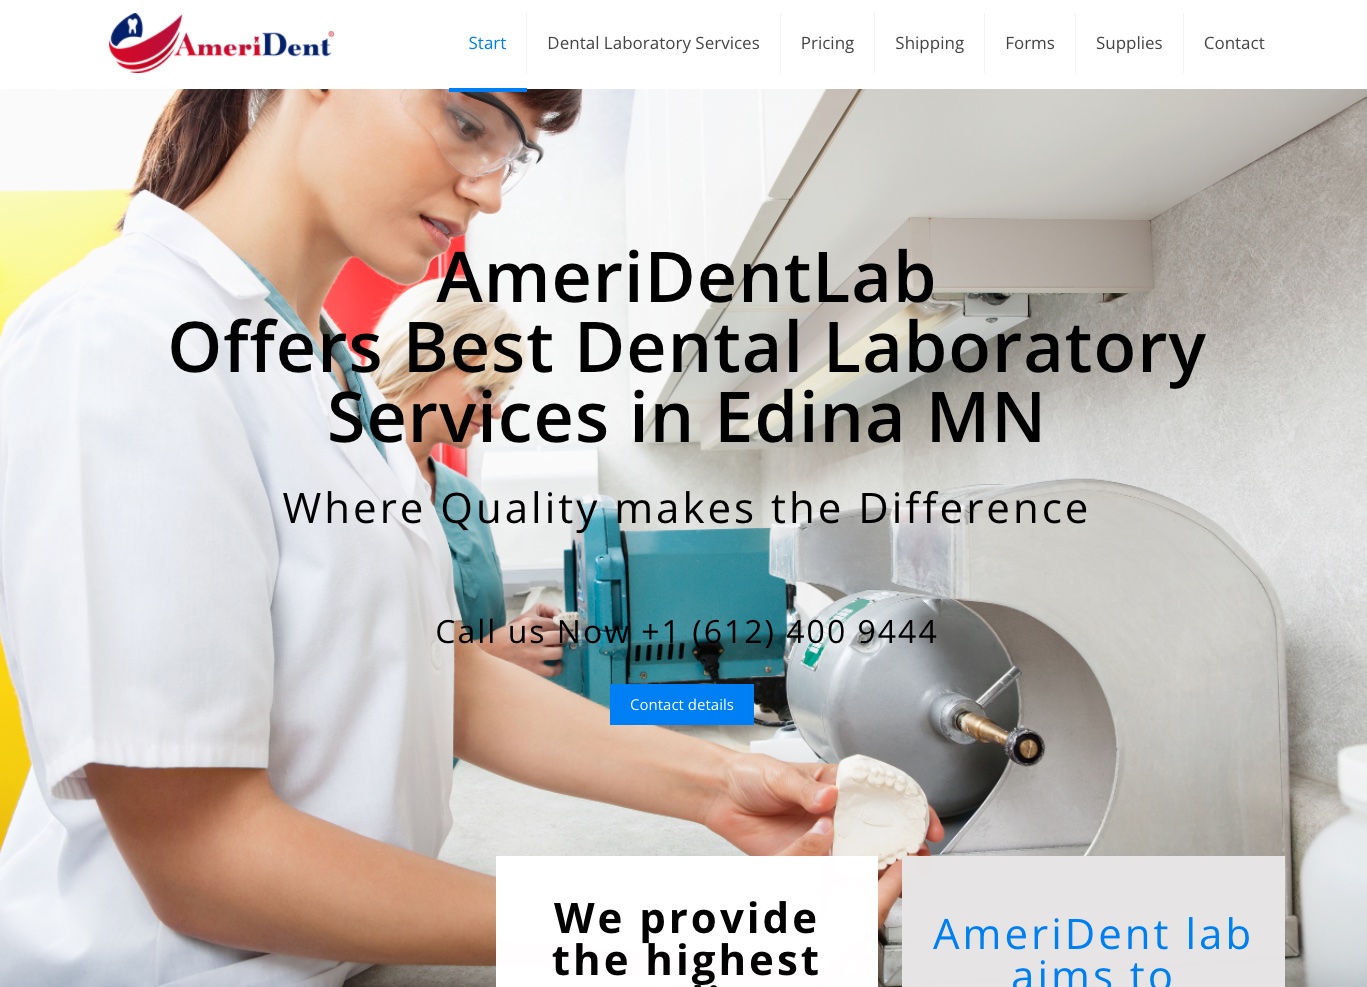 AmeriDent®
Start
Dental Laboratory Services
Pricing
Shipping
Forms
Supplies
Contact
AmeriDentLab
Offers Best Dental Laboratory
Services in Edina MN
Where Quality makes the Difference
Call us Now +1 (612) 400 9444
Contact details
We provide
the highest
AmeriDent lab
aims to